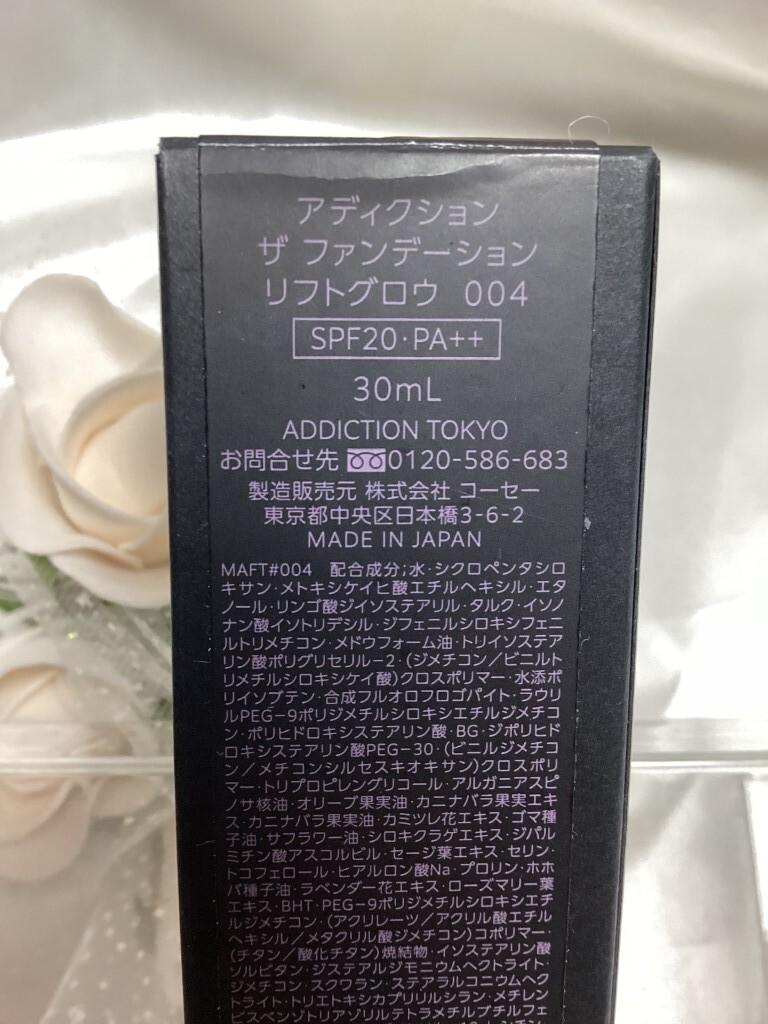 アディクション
ザ ファンデーション
リフトグロウ 004
SPF20・PA++
30mL
ADDICTION TOKYO
お問合せ先 0120-586-683
製造販売元 株式会社 コーセー
東京都中央区日本橋3-6-2
MADE IN JAPAN
MAFT#004 配合成分;水・シクロペンタシロ
キサン・メトキシケイヒ酸エチルヘキシル・エタ
ノール・リンゴ酸ジイソステアリル・タルク・イソノ
ナン酸イソトリデシル・ジフェニルシロキシフェニ
ルトリメチコン・メドウフォーム油・トリイソステア
リン酸ポリグリセリル-2・(ジメチコン/ビニルト
リメチルシロキシケイ酸)クロスポリマー・水添ポ
リイソブテン・合成フルオロフロゴパイト・ラウリ
ルPEG-9ポリジメチルシロキシエチルジメチコ
ン・ポリヒドロキシステアリン酸・BG・ジポリヒド
ロキシステアリン酸PEG-30・(ビニルジメチコ
ン/メチコンシルセスキオキサン)クロスポリ
マー・トリプロピレングリコール・アルガニアスピ
ノサ核油・オリーブ果実油・カニナバラ果実エキ
ス・カニナバラ果実油・カミツレ花エキス・ゴマ種
子油・サフラワー油・シロキクラゲエキス・ジパル
ミチン酸アスコルビル・セージ葉エキス・セリン・
トコフェロール・ヒアルロン酸Na・プロリン・ホホ
バ種子油・ラベンダー花エキス・ローズマリー葉
エキス・BHT・PEG-9ポリジメチルシロキシエチ
ルジメチコン・(アクリレーツ/アクリル酸エチル
ヘキシル/メタクリル酸ジメチコン)コポリマー・
(チタン/酸化チタン)焼結物・イソステアリン酸
ソルビタン・ジステアルジモニウムヘクトライト・
ジメチコン・スクワラン・ステアラルコニウムヘク
トライト・トリエトキシカプリリルシラン・メチレン
ビスベンゾトリアゾリルテトラメチルブチルフェ